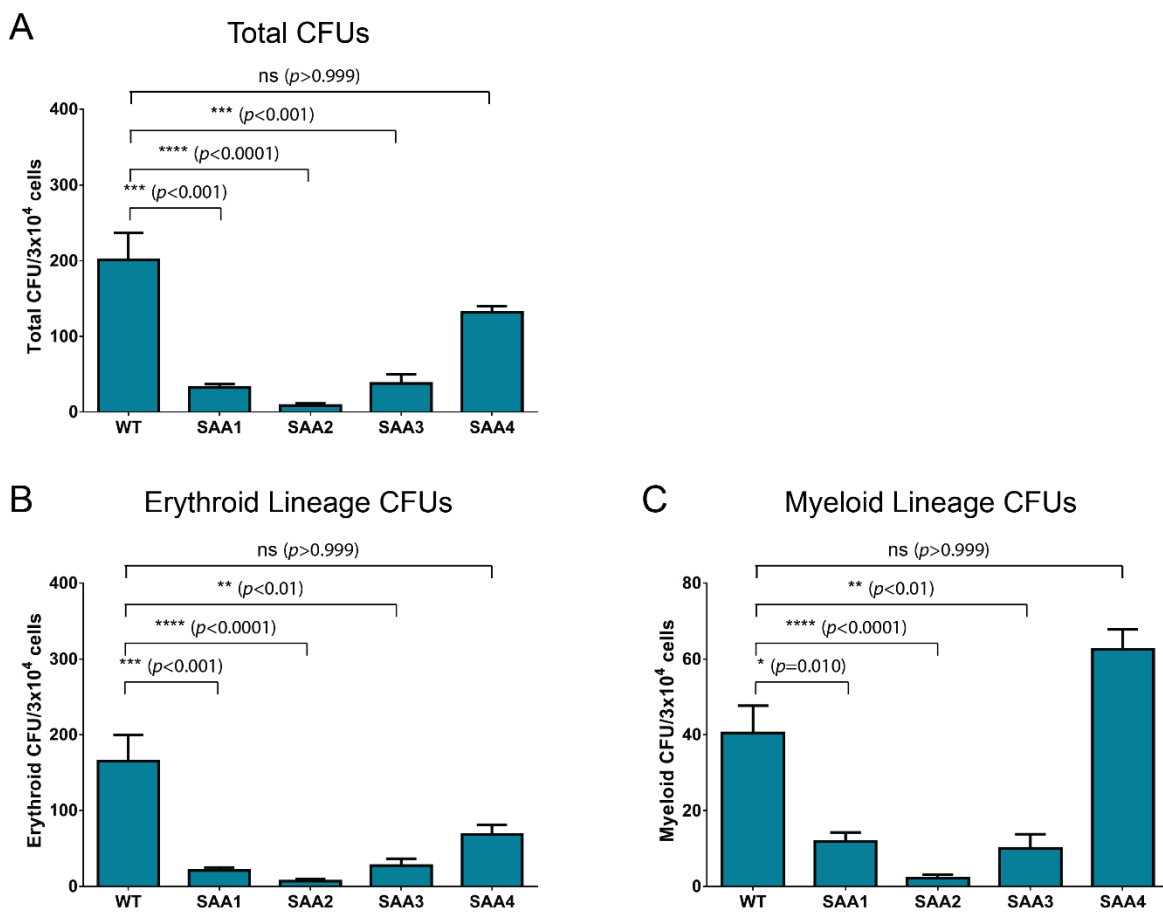 A
Total CFUs
ns (p>0.999)
*** (p<0.001)
**** (p<0.0001)
*** (p<0.001)
Total CFU/3x10⁴ cells
400
300
200
100
0
WT SAA1 SAA2 SAA3 SAA4
B
Erythroid Lineage CFUs
ns (p>0.999)
** (p<0.01)
**** (p<0.0001)
*** (p<0.001)
Erythroid CFU/3x10⁴ cells
400
300
200
100
0
WT SAA1 SAA2 SAA3 SAA4
C
Myeloid Lineage CFUs
ns (p>0.999)
** (p<0.01)
**** (p<0.0001)
* (p=0.010)
Myeloid CFU/3x10⁴ cells
80
60
40
20
0
WT SAA1 SAA2 SAA3 SAA4